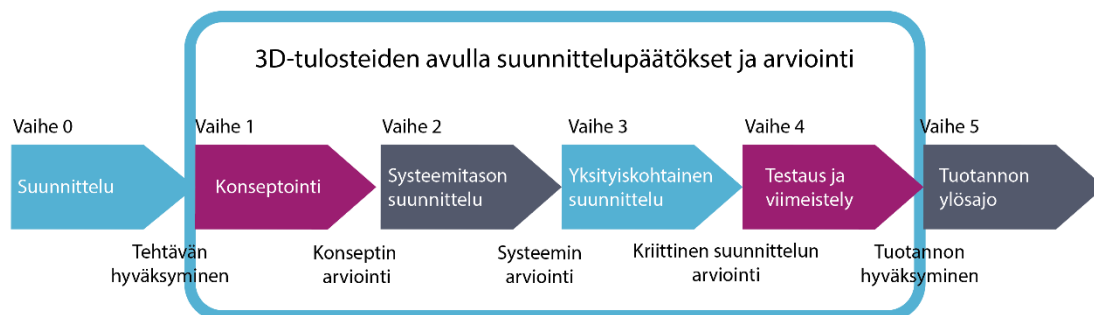 3D-tulosteiden avulla suunnittelupäätökset ja arviointi
Vaihe 0
Vaihe 1
Vaihe 2
Vaihe 3
Vaihe 4
Vaihe 5
Suunnittelu
Konseptointi
Systeemitason
suunnittelu
Yksityiskohtainen
suunnittelu
Testaus ja
viimeistely
Tuotannon
ylösajo
Tehtävän
hyväksyminen
Konseptin
arviointi
Systeemin
arviointi
Kriittinen suunnittelun
arviointi
Tuotannon
hyväksyminen